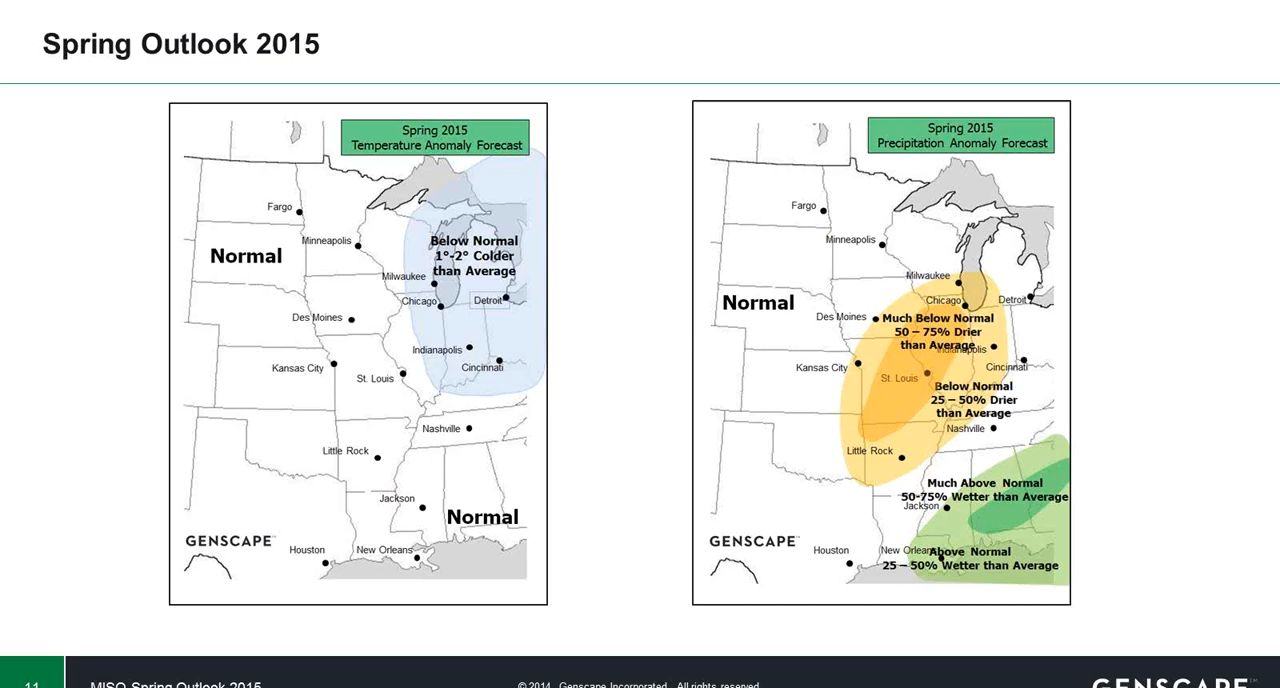 Spring Outlook 2015
Spring 2015
Temperature Anomaly Forecast
Fargo
Minneapolis
Normal
Below Normal
1°-2° Colder
than Average
Milwaukee
Chicago
Detroit
Des Moines
Indianapolis
Kansas City
Cincinnati
St. Louis
Nashville
Little Rock
Jackson
Normal
GENSCAPE™
Houston
New Orleans
Spring 2015
Precipitation Anomaly Forecast
Fargo
Minneapolis
Milwaukee
Normal
Chicago
Detroit
Des Moines
Much Below Normal
50 – 75% Drier
than Average
Indianapolis
Kansas City
Cincinnati
St. Louis
Below Normal
25 – 50% Drier
than Average
Nashville
Little Rock
Much Above Normal
50-75% Wetter than Average
Jackson
GENSCAPE™
Houston
New Orleans
Above Normal
25 – 50% Wetter than Average
11
MISO Spring Outlook 2015
© 2014 Genscape Incorporated. All rights reserved
GENSCAPE™